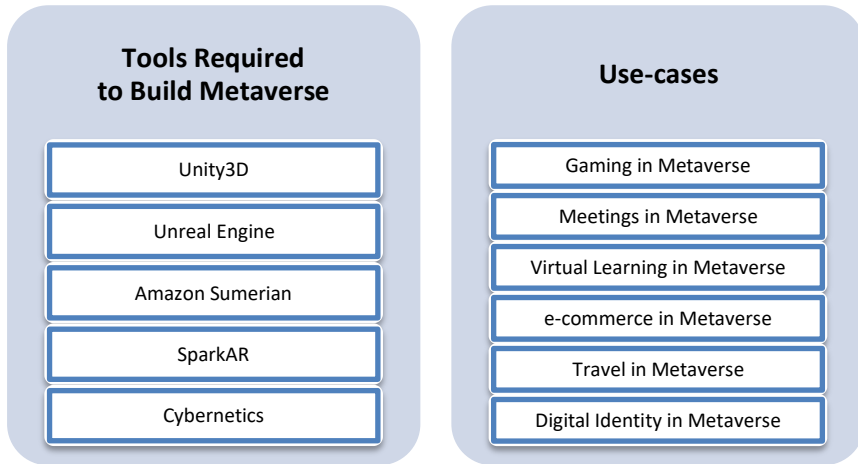 Tools Required
to Build Metaverse
Unity3D
Unreal Engine
Amazon Sumerian
SparkAR
Cybernetics
Use-cases
Gaming in Metaverse
Meetings in Metaverse
Virtual Learning in Metaverse
e-commerce in Metaverse
Travel in Metaverse
Digital Identity in Metaverse